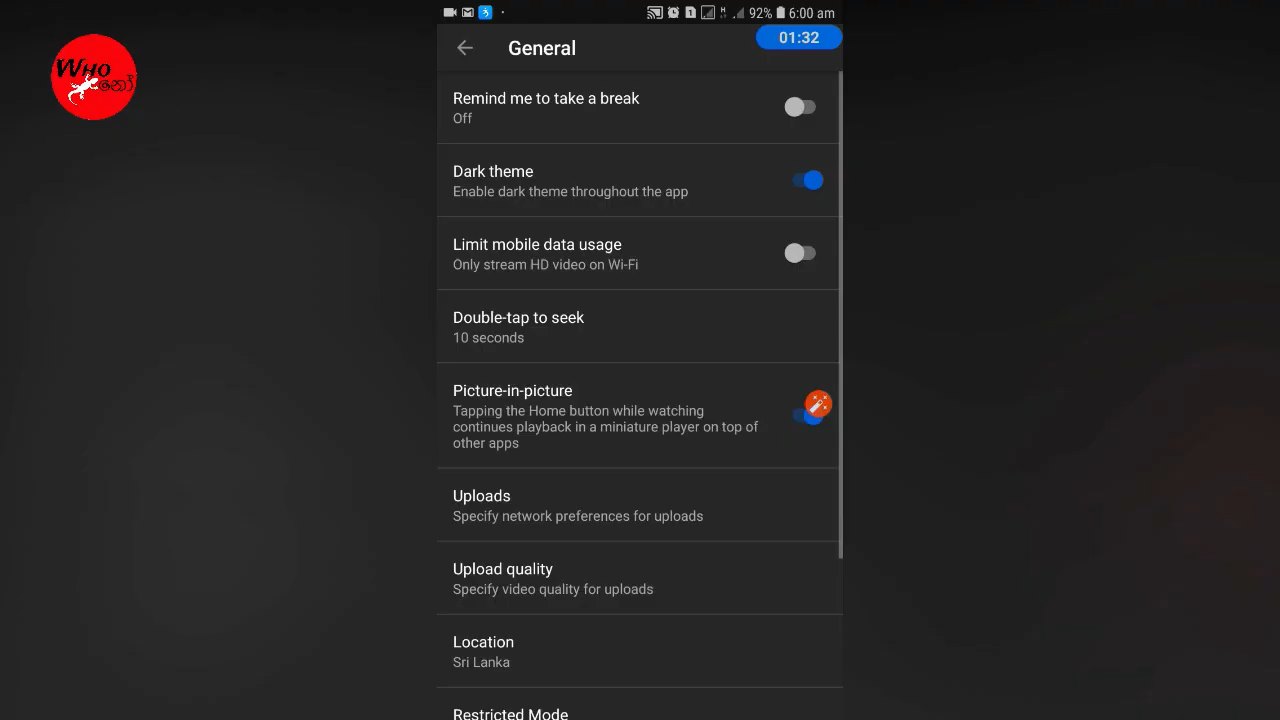 WHO
නෝ
1
H
92%
6:00 am
General
01:32
Remind me to take a break
Off
Dark theme
Enable dark theme throughout the app
Limit mobile data usage
Only stream HD video on Wi-Fi
Double-tap to seek
10 seconds
Picture-in-picture
Tapping the Home button while watching
continues playback in a miniature player on top of
other apps
Uploads
Specify network preferences for uploads
Upload quality
Specify video quality for uploads
Location
Sri Lanka
Restricted Mode